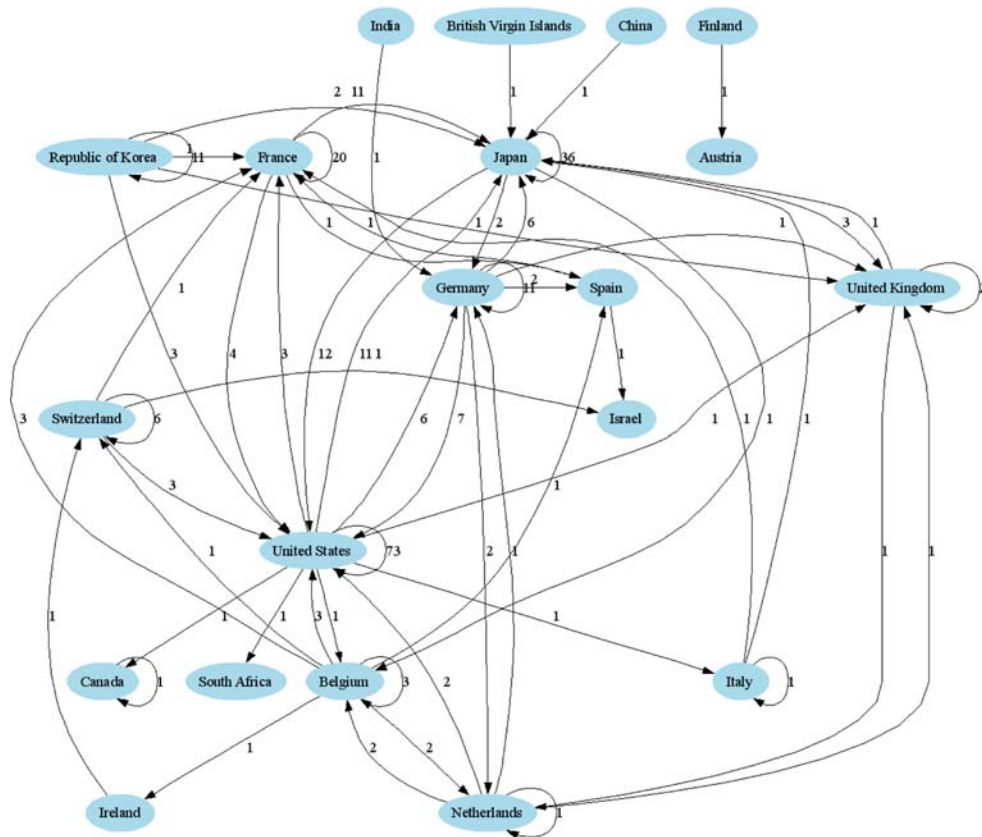 India British Virgin Islands China Finland
2 11 1 1 1
Republic of Korea 1 11 France 20 Japan 36 Austria
1 1 1 1 2 6 3 1 1
Germany 11 2 Spain United Kingdom
1
3 4 3 12 11 1 1
Switzerland 6 6 7 Israel 1 1 1 1
3
3 1
United States 73 2 1 1 1
1
1 1 1 3 1 1
Canada 1 South Africa Belgium 3 2 Italy 1
1 2 2
Ireland Netherlands 1